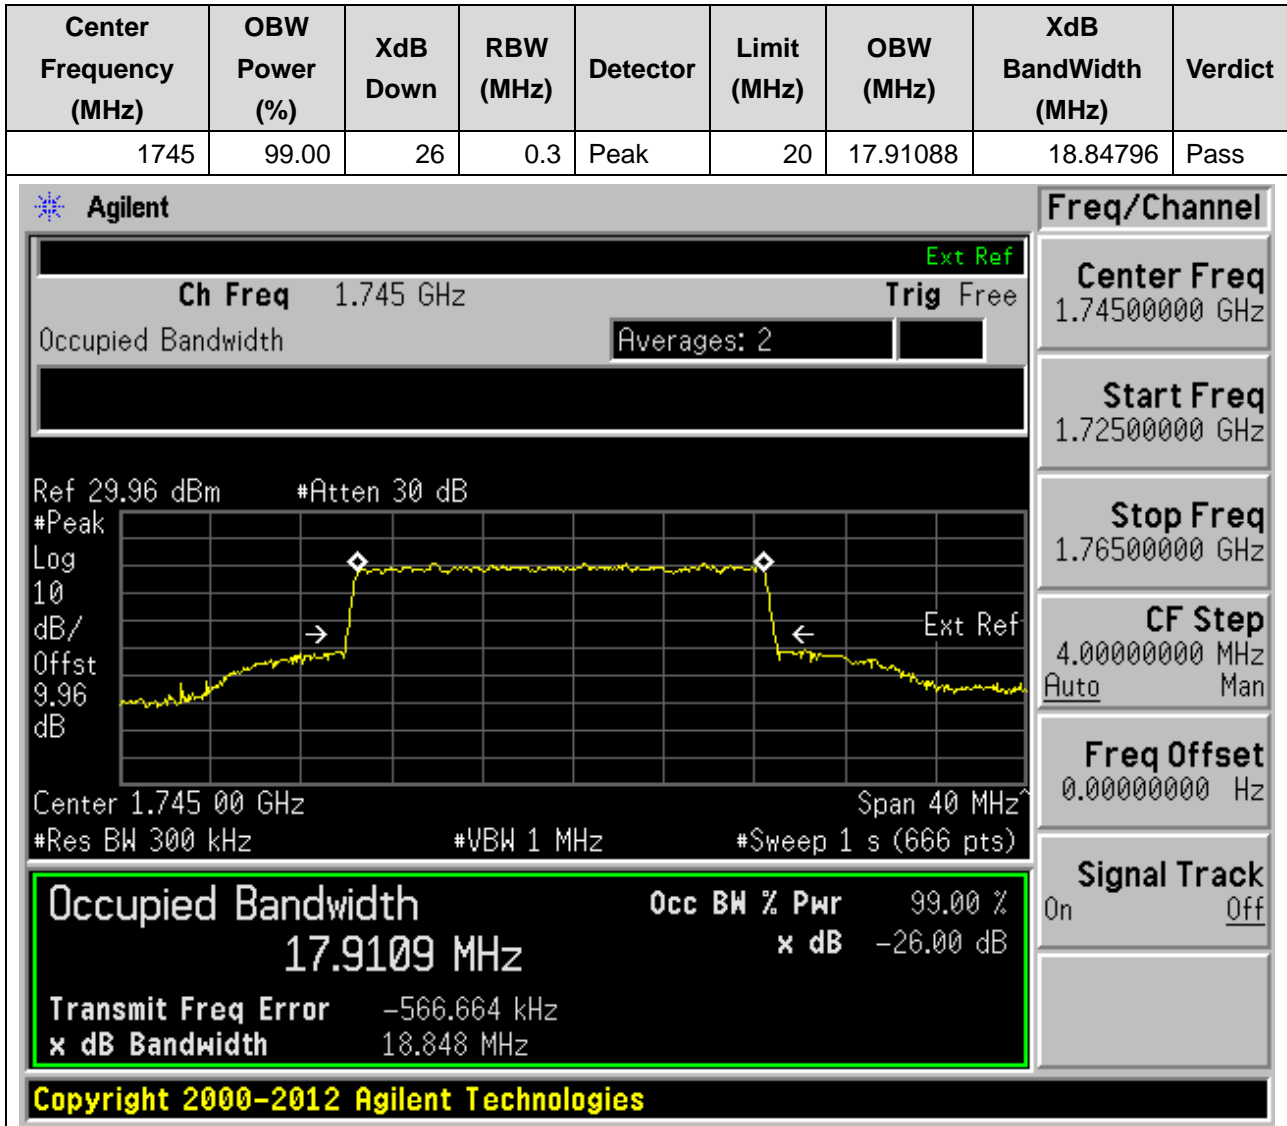 Center Frequency (MHz) OBW Power (%) XdB Down RBW (MHz) Detector Limit (MHz) OBW (MHz) XdB BandWidth (MHz) Verdict
1745 99.00 26 0.3 Peak 20 17.91088 18.84796 Pass
Agilent
Freq/Channel
Ext Ref
Ch Freq 1.745 GHz Trig Free
Occupied Bandwidth Averages: 2
Ref 29.96 dBm #Atten 30 dB
#Peak
Log
10
dB/
Offst
9.96
dB
Ext Ref
Center 1.745 00 GHz Span 40 MHz^
#Res BW 300 kHz #VBW 1 MHz #Sweep 1 s (666 pts)
Occupied Bandwidth Occ BW % Pwr 99.00 %
17.9109 MHz x dB -26.00 dB
Transmit Freq Error -566.664 kHz
x dB Bandwidth 18.848 MHz
Center Freq
1.74500000 GHz
Start Freq
1.72500000 GHz
Stop Freq
1.76500000 GHz
CF Step
4.00000000 MHz
Auto Man
Freq Offset
0.00000000 Hz
Signal Track
On Off
Copyright 2000-2012 Agilent Technologies